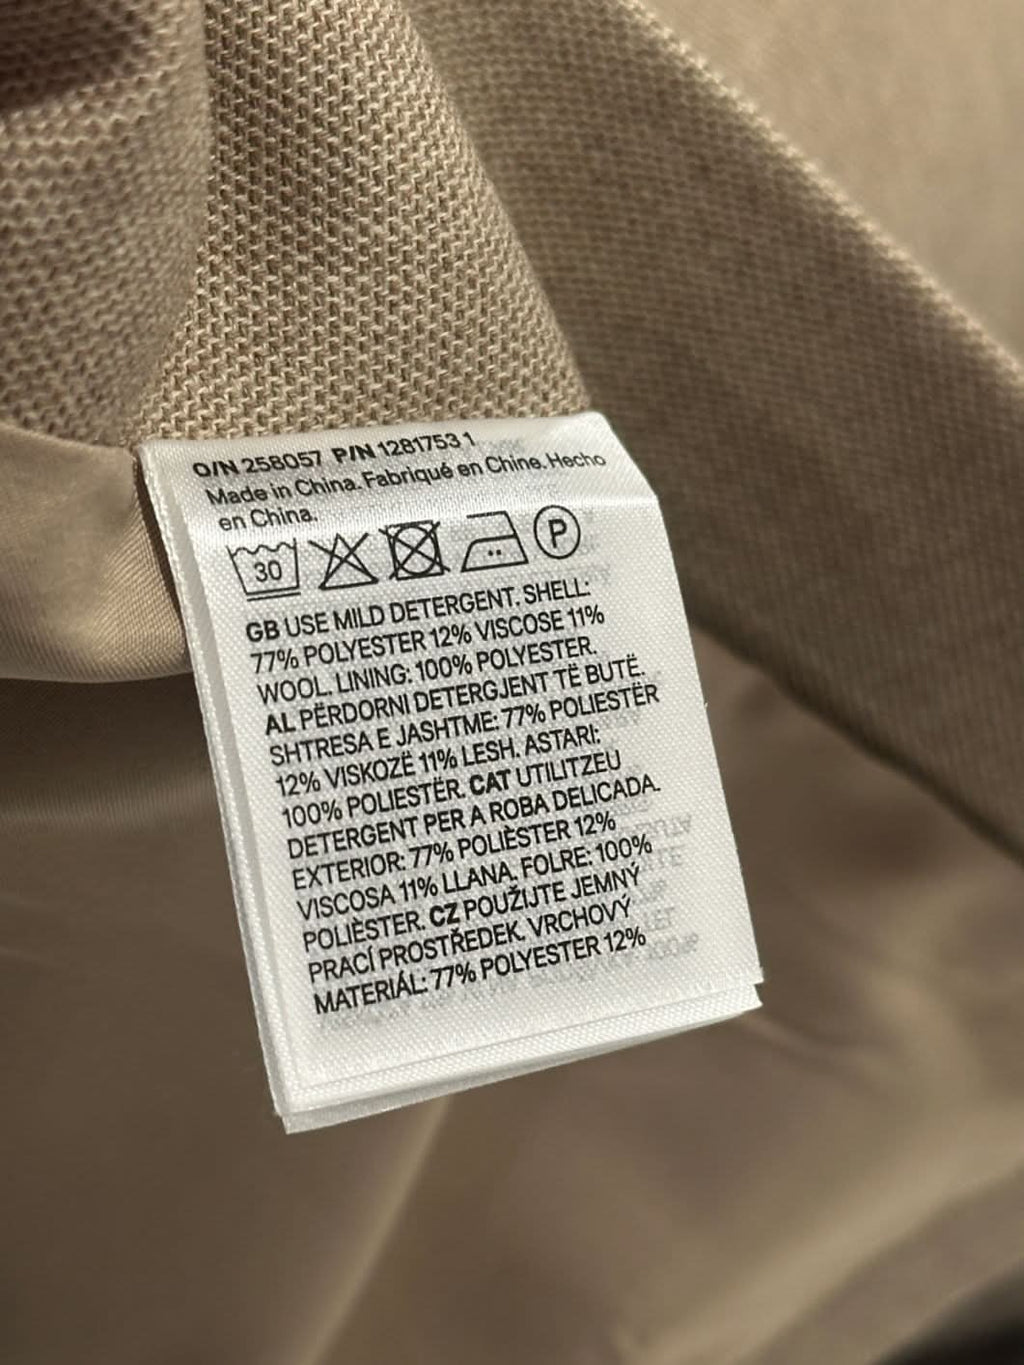 O/N 258057 P/N 1281753 1
Made in China. Fabriqué en Chine. Hecho
en China.
30 P
GB USE MILD DETERGENT. SHELL:
77% POLYESTER 12% VISCOSE 11%
WOOL. LINING: 100% POLYESTER.
AL PËRDORNI DETERGJENT TË BUTË.
SHTRESA E JASHTME: 77% POLIESTËR
12% VISKOZË 11% LESH. ASTARI:
100% POLIESTËR. CAT UTILITZEU
DETERGENT PER A ROBA DELICADA.
EXTERIOR: 77% POLIÈSTER 12%
VISCOSA 11% LLANA. FOLRE: 100%
POLIÈSTER. CZ POUŽIJTE JEMNÝ
PRACÍ PROSTŘEDEK. VRCHOVÝ
MATERIÁL: 77% POLYESTER 12%